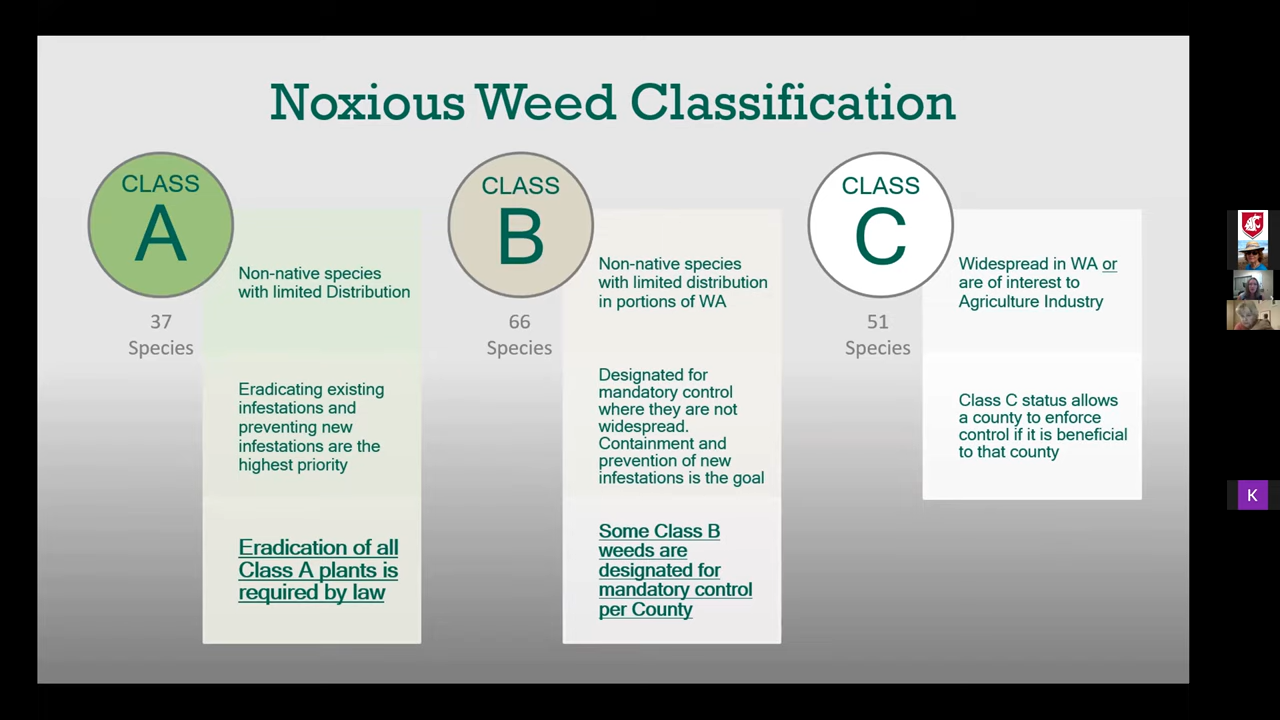 Noxious Weed Classification
CLASS
A
37
Species
Non-native species
with limited Distribution
Eradicating existing
infestations and
preventing new
infestations are the
highest priority
Eradication of all
Class A plants is
required by law
CLASS
B
66
Species
Non-native species
with limited distribution
in portions of WA
Designated for
mandatory control
where they are not
widespread.
Containment and
prevention of new
infestations is the goal
Some Class B
weeds are
designated for
mandatory control
per County
CLASS
C
51
Species
Widespread in WA or
are of interest to
Agriculture Industry
Class C status allows
a county to enforce
control if it is beneficial
to that county
K